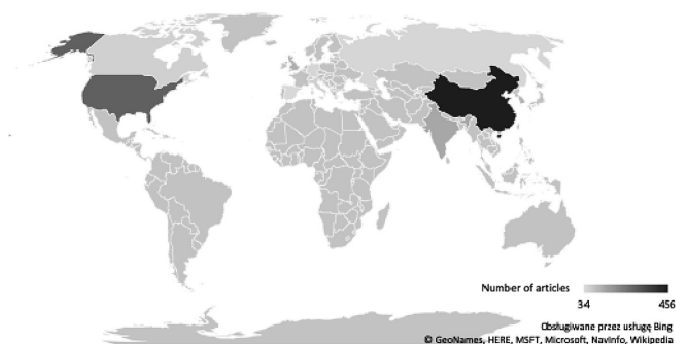 Number of articles
34 456
Obsługiwane przez usługę Bing
© GeoNames, HERE, MSFT, Microsoft, NavInfo, Wikipedia